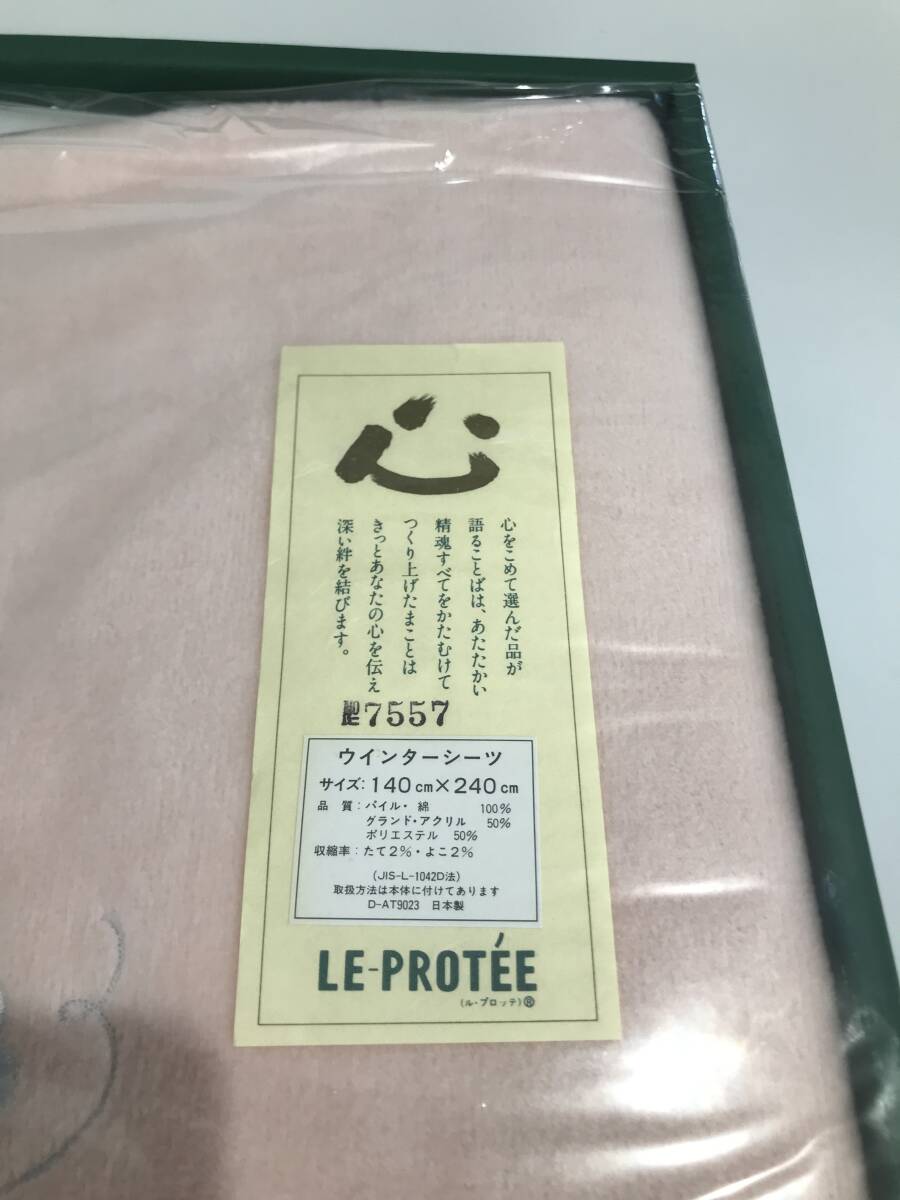 心
心をこめて選んだ品が
語ることばは、あたたかい
精魂すべてをかたむけて
つくり上げたまことは
きっとあなたの心を伝え
深い絆を結びます。
7557
ウインターシーツ
サイズ：140cm×240cm
品 質：パイル・綿 100%
グランド・アクリル 50%
ポリエステル 50%
収縮率：たて2%・よこ2%
(JIS-L-1042D法)
取扱方法は本体に付けてあります
D-AT9023 日本製
LE-PROTÉE
(ル・プロッテ)®